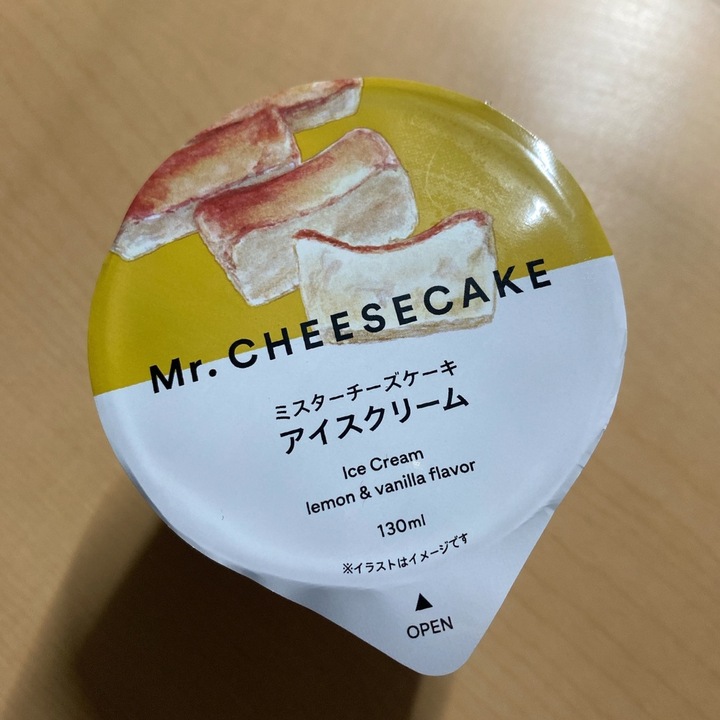 Mr. CHEESECAKE
ミスターチーズケーキ
アイスクリーム
Ice Cream
lemon & vanilla flavor
130ml
※イラストはイメージです
▲
OPEN